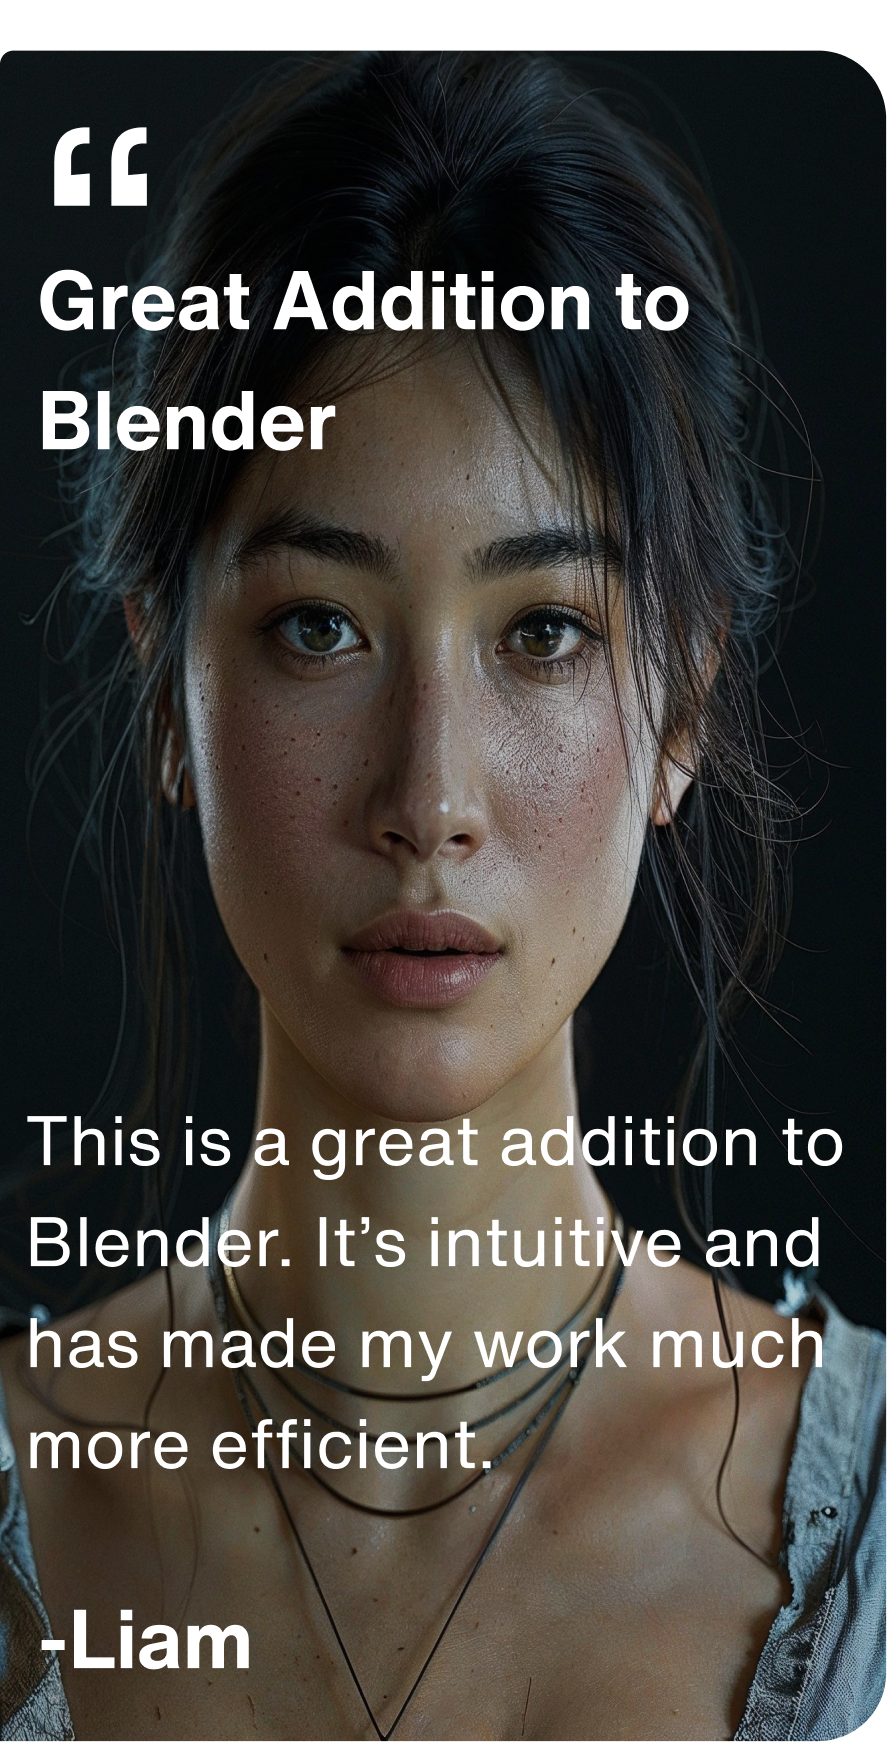 “
Great Addition to
Blender
This is a great addition to
Blender. It’s intuitive and
has made my work much
more efficient.
-Liam